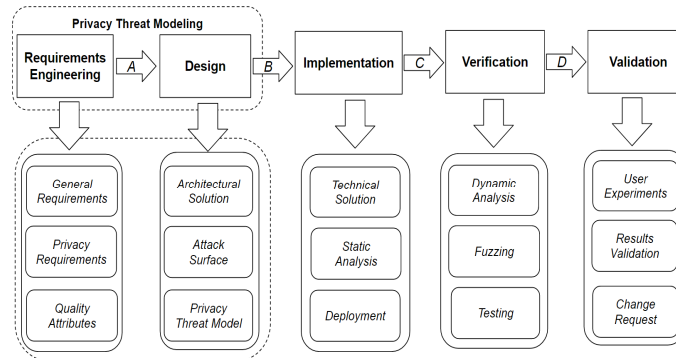 Privacy Threat Modeling
Requirements
Engineering
A
Design
B
Implementation
C
Verification
D
Validation
General
Requirements
Privacy
Requirements
Quality
Attributes
Architectural
Solution
Attack
Surface
Privacy
Threat Model
Technical
Solution
Static
Analysis
Deployment
Dynamic
Analysis
Fuzzing
Testing
User
Experiments
Results
Validation
Change
Request